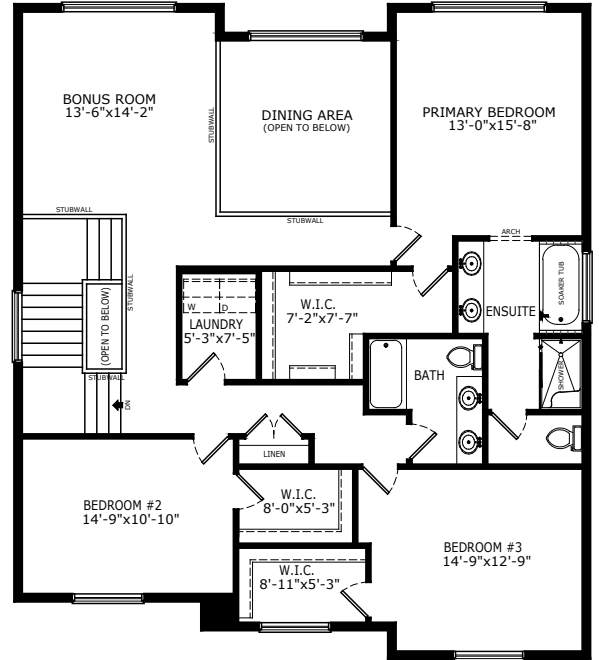 BONUS ROOM
13'-6"x14'-2"
STUBWALL
DINING AREA
(OPEN TO BELOW)
PRIMARY BEDROOM
13'-0"x15'-8"
STUBWALL
STUBWALL
ARCH
STUBWALL
(OPEN TO BELOW)
STUBWALL
DN
W
D
LAUNDRY
5'-3"x7'-5"
W.I.C.
7'-2"x7'-7"
ENSUITE
SOAKER TUB
SHOWER
BATH
LINEN
BEDROOM #2
14'-9"x10'-10"
W.I.C.
8'-0"x5'-3"
W.I.C.
8'-11"x5'-3"
BEDROOM #3
14'-9"x12'-9"